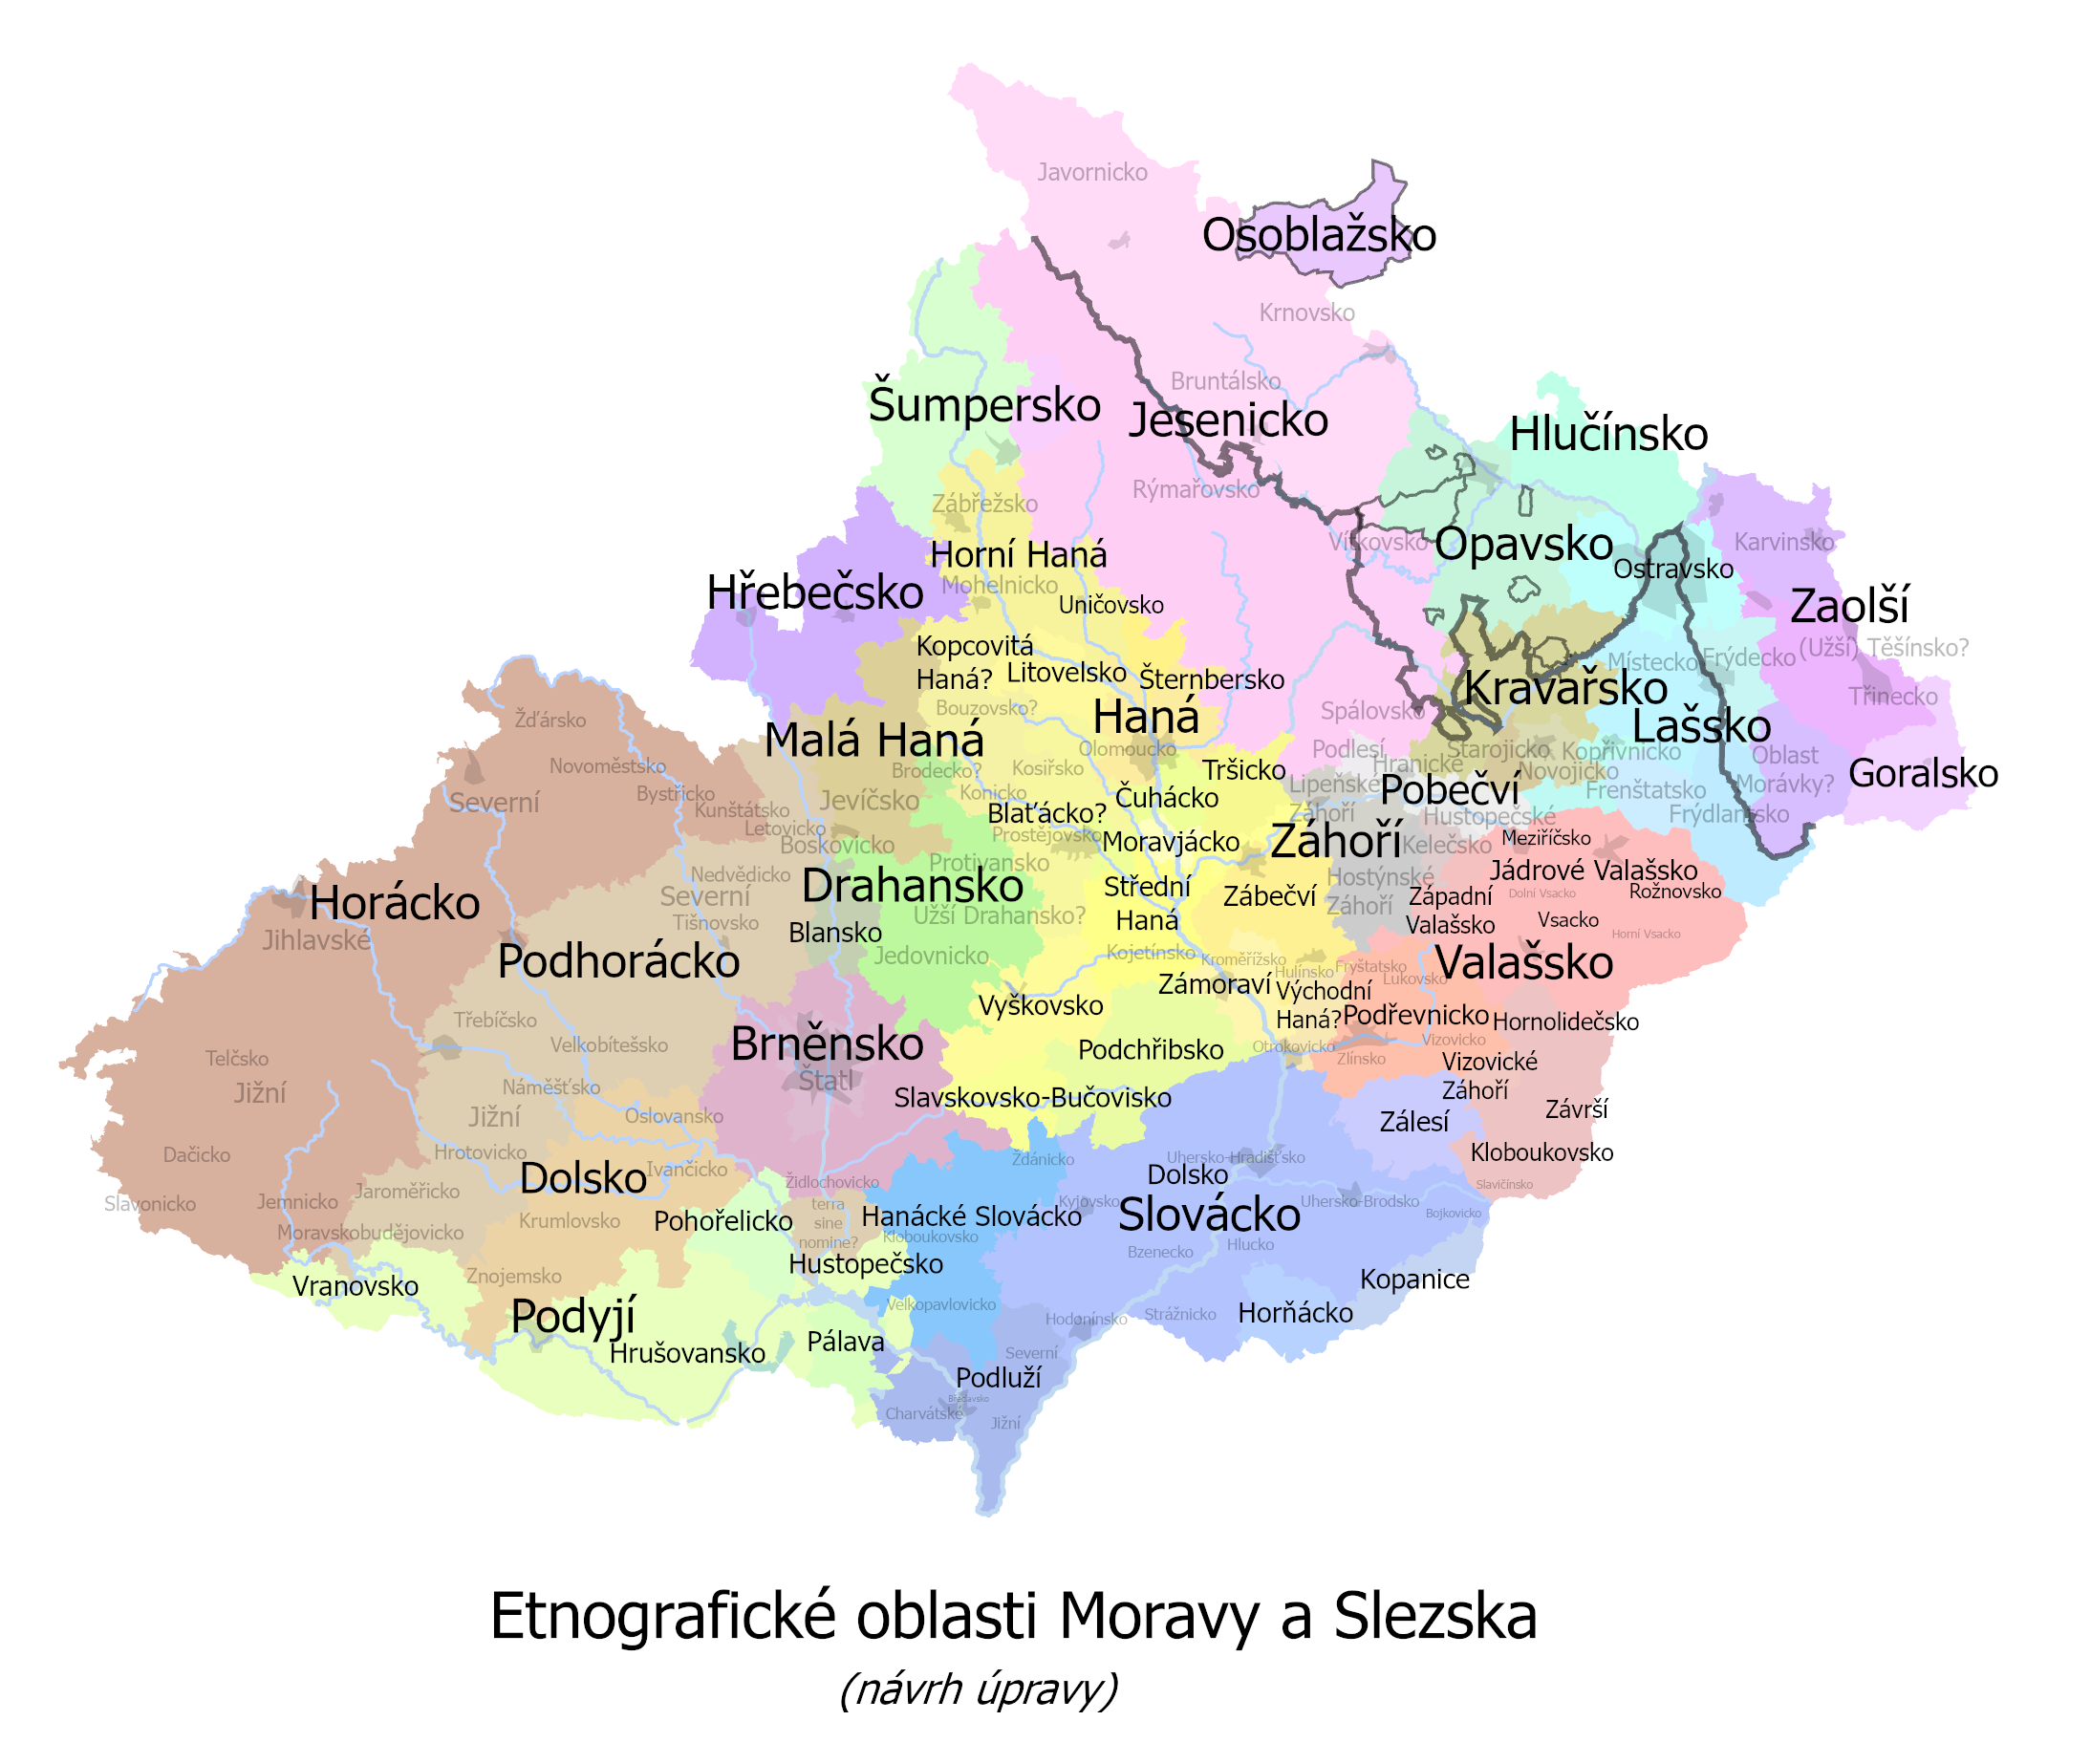 Javornicko
Osoblažsko
Krnovsko
Bruntálsko
Šumpersko
Jesenicko
Hlučínsko
Rýmařovsko
Zábřežsko
Vítkovsko
Opavsko
Karvinsko
Horní Haná
Ostravsko
Mohelnicko
Hřebečsko
Uničovsko
Zaolší
(Užší) Těšínsko?
Kopcovitá
Haná?
Litovelsko
Šternbersko
Místecko
Frýdecko
Kravařsko
Třinecko
Bouzovsko?
Haná
Spálovsko
Žďársko
Lašsko
Malá Haná
Olomoucko
Podlesí
Starojicko
Kopřivnicko
Oblast
Morávky?
Hranické
Novoměstsko
Brodecko?
Kosiřsko
Tršicko
Novojicko
Goralsko
Lipeňské
Záhoří
Pobečví
Frenštatsko
Bystřicko
Severní
Jevíčsko
Konicko
Čuhácko
Kunštátsko
Blaťácko?
Hustopečské
Frýdlantsko
Letovicko
Prostějovsko
Moravjácko
Záhoří
Kelečsko
Meziříčsko
Boskovicko
Protivansko
Jádrové Valašsko
Nedvědicko
Drahansko
Střední
Haná
Zábečví
Hostýnské
Záhoří
Západní
Valašsko
Dolní Vsacko
Rožnovsko
Severní
Horácko
Tišnovsko
Užší Drahansko?
Vsacko
Blansko
Horní Vsacko
Jihlavské
Jedovnicko
Kojetínsko
Kroměřížsko
Podhorácko
Hulínsko
Fryštatsko
Lukovsko
Valašsko
Zámoraví
Východní
Haná?
Vyškovsko
Podřevnicko
Hornolidečsko
Třebíčsko
Brněnsko
Velkobítešsko
Podchřibsko
Otrokovicko
Vizovicko
Zlínsko
Telčsko
Vizovické
Záhoří
Štatl
Jižní
Náměšťsko
Slavskovsko-Bučovisko
Jižní
Oslovansko
Zálesí
Závrší
Dačicko
Hrotovicko
Ždánicko
Uhersko-Hradišťsko
Kloboukovsko
Dolsko
Ivančicko
Dolsko
Židlochovicko
Slavičínsko
Slavonicko
Jemnicko
Jaroměřicko
terra
sine
nomine?
Kyjovsko
Uhersko-Brodsko
Bojkovicko
Krumlovsko
Pohořelicko
Hanácké Slovácko
Slovácko
Moravskobudějovicko
Kloboukovsko
Hlucko
Bzenecko
Hustopečsko
Znojemsko
Vranovsko
Kopanice
Velkopavlovicko
Podyjí
Hodonínsko
Strážnicko
Horňácko
Pálava
Hrušovansko
Severní
Podluží
Břeclavsko
Charvátské
Jižní
Etnografické oblasti Moravy a Slezska
(návrh úpravy)